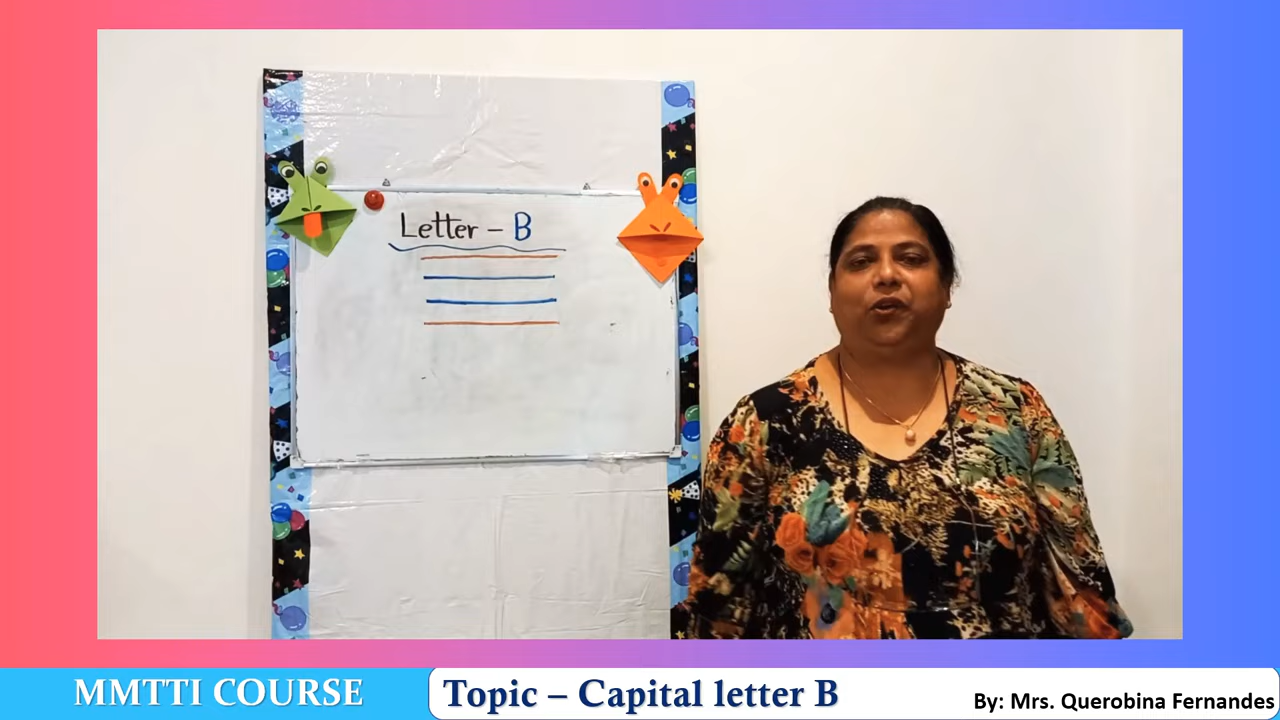 Letter – B
MMTTI COURSE
Topic – Capital letter B
By: Mrs. Querobina Fernandes